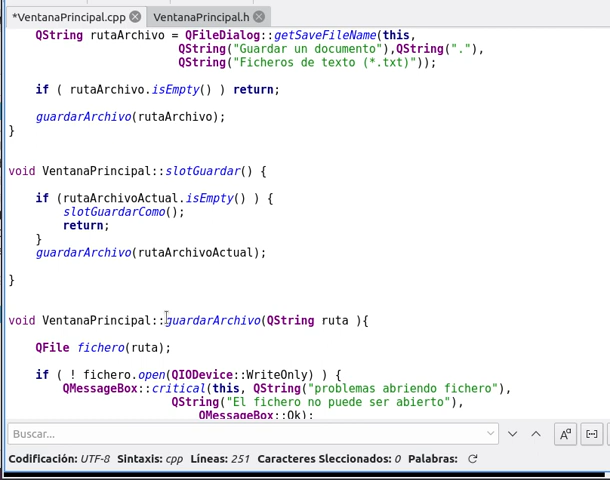 *VentanaPrincipal.cpp VentanaPrincipal.h
QString rutaArchivo = QFileDialog::getSaveFileName(this,
QString("Guardar un documento"),QString("."),
QString("Ficheros de texto (*.txt)"));
if ( rutaArchivo.isEmpty() ) return;
guardarArchivo(rutaArchivo);
}
void VentanaPrincipal::slotGuardar() {
if (rutaArchivoActual.isEmpty() ) {
slotGuardarComo();
return;
}
guardarArchivo(rutaArchivoActual);
}
void VentanaPrincipal::guardarArchivo(QString ruta ){
QFile fichero(ruta);
if ( ! fichero.open(QIODevice::WriteOnly) ) {
QMessageBox::critical(this, QString("problemas abriendo fichero"),
QString("El fichero no puede ser abierto"),
QMessageBox::Ok);
Buscar...
Codificación: UTF-8 Sintaxis: cpp Líneas: 251 Caracteres Sleccionados: 0 Palabras: